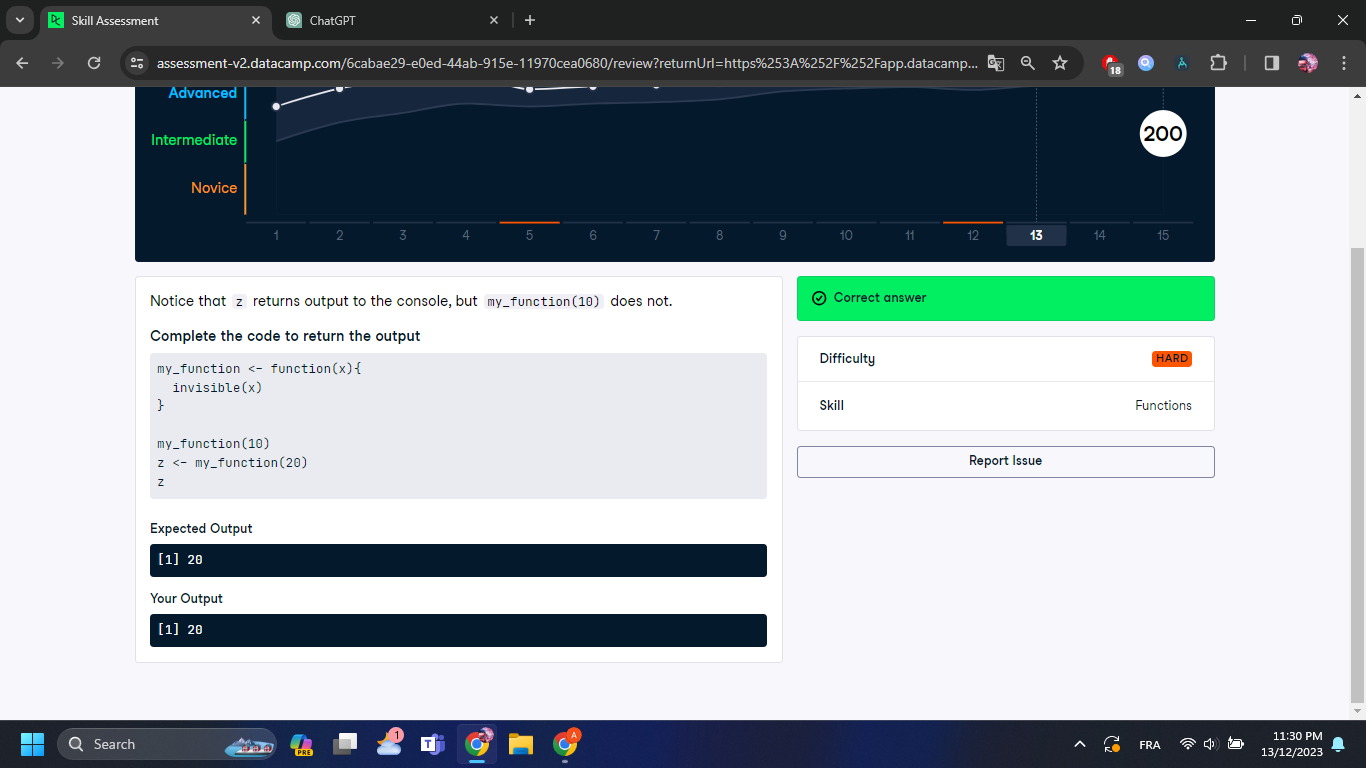 Skill Assessment
ChatGPT
assessment-v2.datacamp.com/6cabae29-e0ed-44ab-915e-11970cea0680/review?returnUrl=https%253A%252F%252Fapp.datacamp...
18
Advanced
Intermediate
Novice
200
1 2 3 4 5 6 7 8 9 10 11 12 13 14 15
Notice that z returns output to the console, but my_function(10) does not.
Complete the code to return the output
my_function <- function(x){
  invisible(x)
}
my_function(10)
z <- my_function(20)
z
Expected Output
[1] 20
Your Output
[1] 20
Correct answer
Difficulty HARD
Skill Functions
Report Issue
Search
PRE
1
A
FRA
11:30 PM
13/12/2023